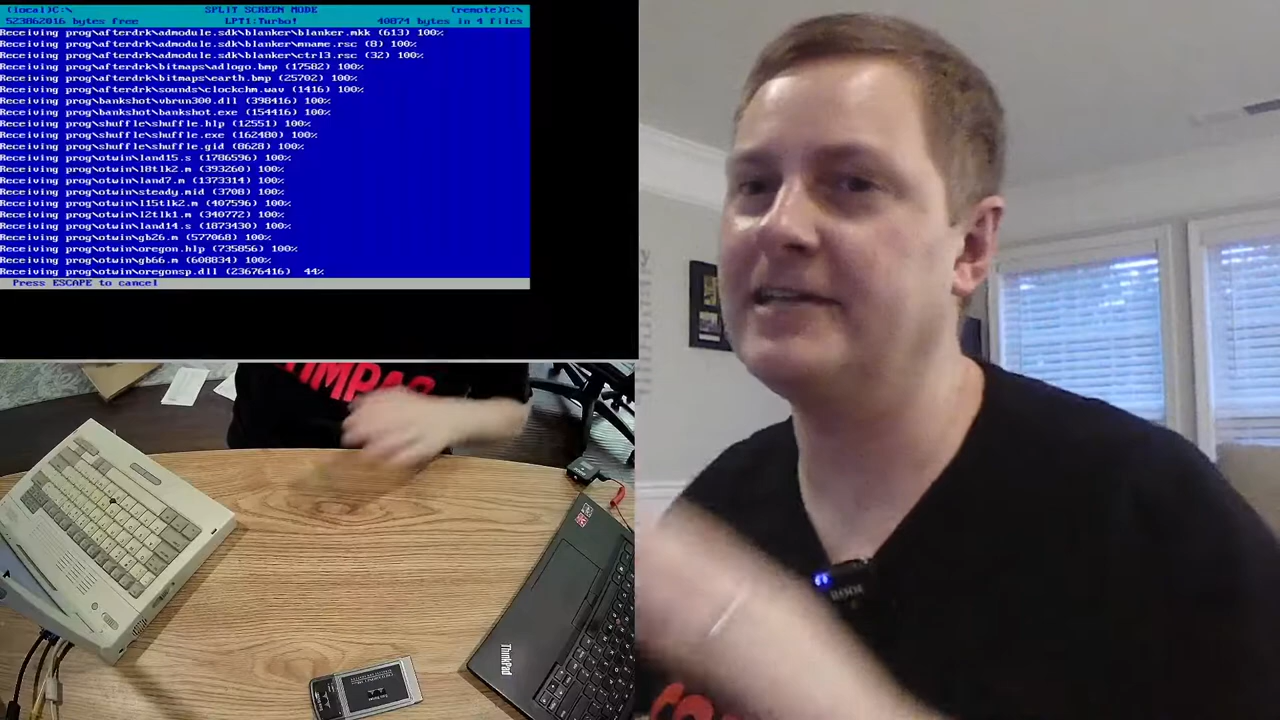 (local)C:\ SPLIT SCREEN MODE (remote)C:\
523862016 bytes free LPT1:Turbo! 40874 bytes in 4 files
Receiving prog\afterdrk\admodule.sdk\blanker\blanker.mkk (613) 100%
Receiving prog\afterdrk\admodule.sdk\blanker\mname.rsc (8) 100%
Receiving prog\afterdrk\admodule.sdk\blanker\ctrl3.rsc (32) 100%
Receiving prog\afterdrk\bitmaps\adlogo.bmp (17582) 100%
Receiving prog\afterdrk\bitmaps\earth.bmp (25702) 100%
Receiving prog\afterdrk\sounds\clockchm.wav (1416) 100%
Receiving prog\bankshot\vbrun300.dll (398416) 100%
Receiving prog\bankshot\bankshot.exe (154416) 100%
Receiving prog\shuffle\shuffle.hlp (12551) 100%
Receiving prog\shuffle\shuffle.exe (162480) 100%
Receiving prog\shuffle\shuffle.gid (8628) 100%
Receiving prog\otwin\land15.s (1786596) 100%
Receiving prog\otwin\l8tlk2.m (393260) 100%
Receiving prog\otwin\land7.m (1373314) 100%
Receiving prog\otwin\steady.mid (3708) 100%
Receiving prog\otwin\l15tlk2.m (407596) 100%
Receiving prog\otwin\l2tlk1.m (340772) 100%
Receiving prog\otwin\land14.s (1873430) 100%
Receiving prog\otwin\gb26.m (577068) 100%
Receiving prog\otwin\oregon.hlp (735856) 100%
Receiving prog\otwin\gb66.m (608834) 100%
Receiving prog\otwin\oregonsp.dll (23676416) 44%
Press ESCAPE to cancel
ThinkPad
RODE